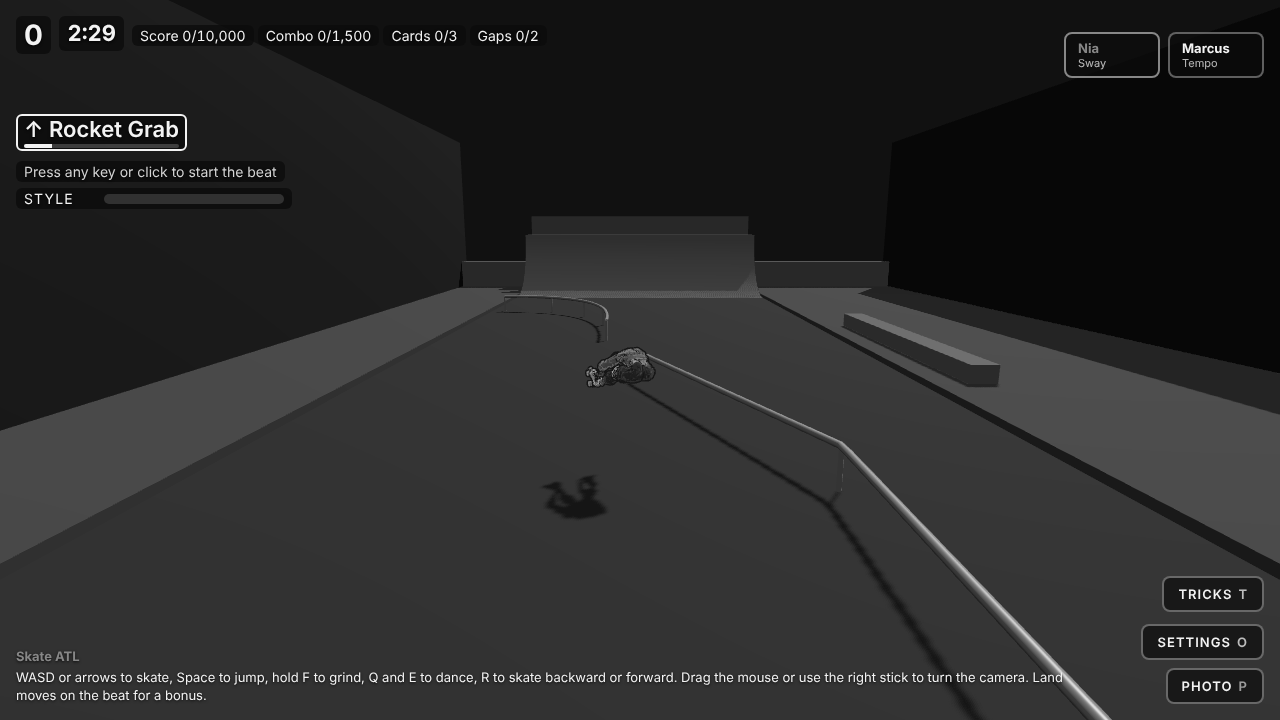 0
2:29
Score 0/10,000
Combo 0/1,500
Cards 0/3
Gaps 0/2
Nia
Sway
Marcus
Tempo
↑ Rocket Grab
Press any key or click to start the beat
STYLE
TRICKS T
SETTINGS O
PHOTO P
Skate ATL
WASD or arrows to skate, Space to jump, hold F to grind, Q and E to dance, R to skate backward or forward. Drag the mouse or use the right stick to turn the camera. Land
moves on the beat for a bonus.